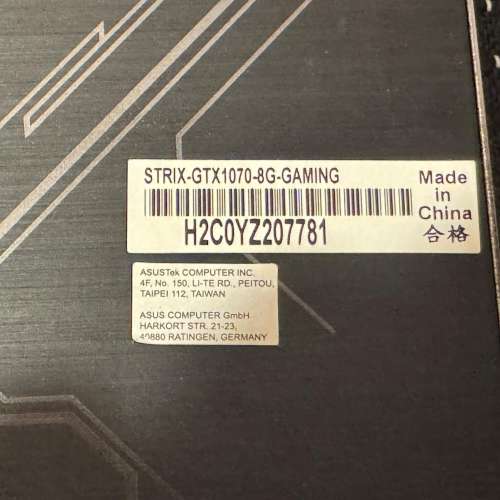 STRIX-GTX1070-8G-GAMING
H2C0YZ207781
Made
in
China
合格
ASUSTek COMPUTER INC.
4F, No. 150, LI-TE RD., PEITOU,
TAIPEI 112, TAIWAN
ASUS COMPUTER GmbH
HARKORT STR. 21-23,
40880 RATINGEN, GERMANY